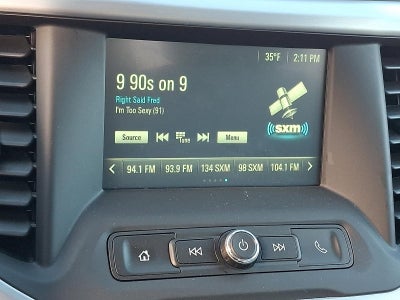 35°F 2:11 PM
9 90s on 9
Right Said Fred
I'm Too Sexy (91)
((sxm))
Source Tune Menu
94.1 FM 93.9 FM 134 SXM 98 SXM 104.1 FM